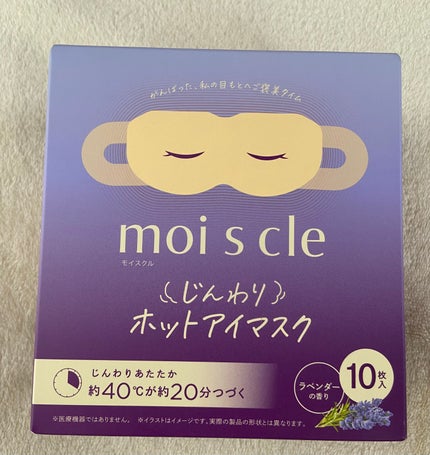 がんばった、私の目もとへご褒美タイム
moi s cle
モイスクル
じんわり
ホットアイマスク
じんわりあたたか
約40℃が約20分つづく
ラベンダー
の香り
10枚入
※医療機器ではありません。 ※イラストはイメージです。実際の製品の形状とは異なります。